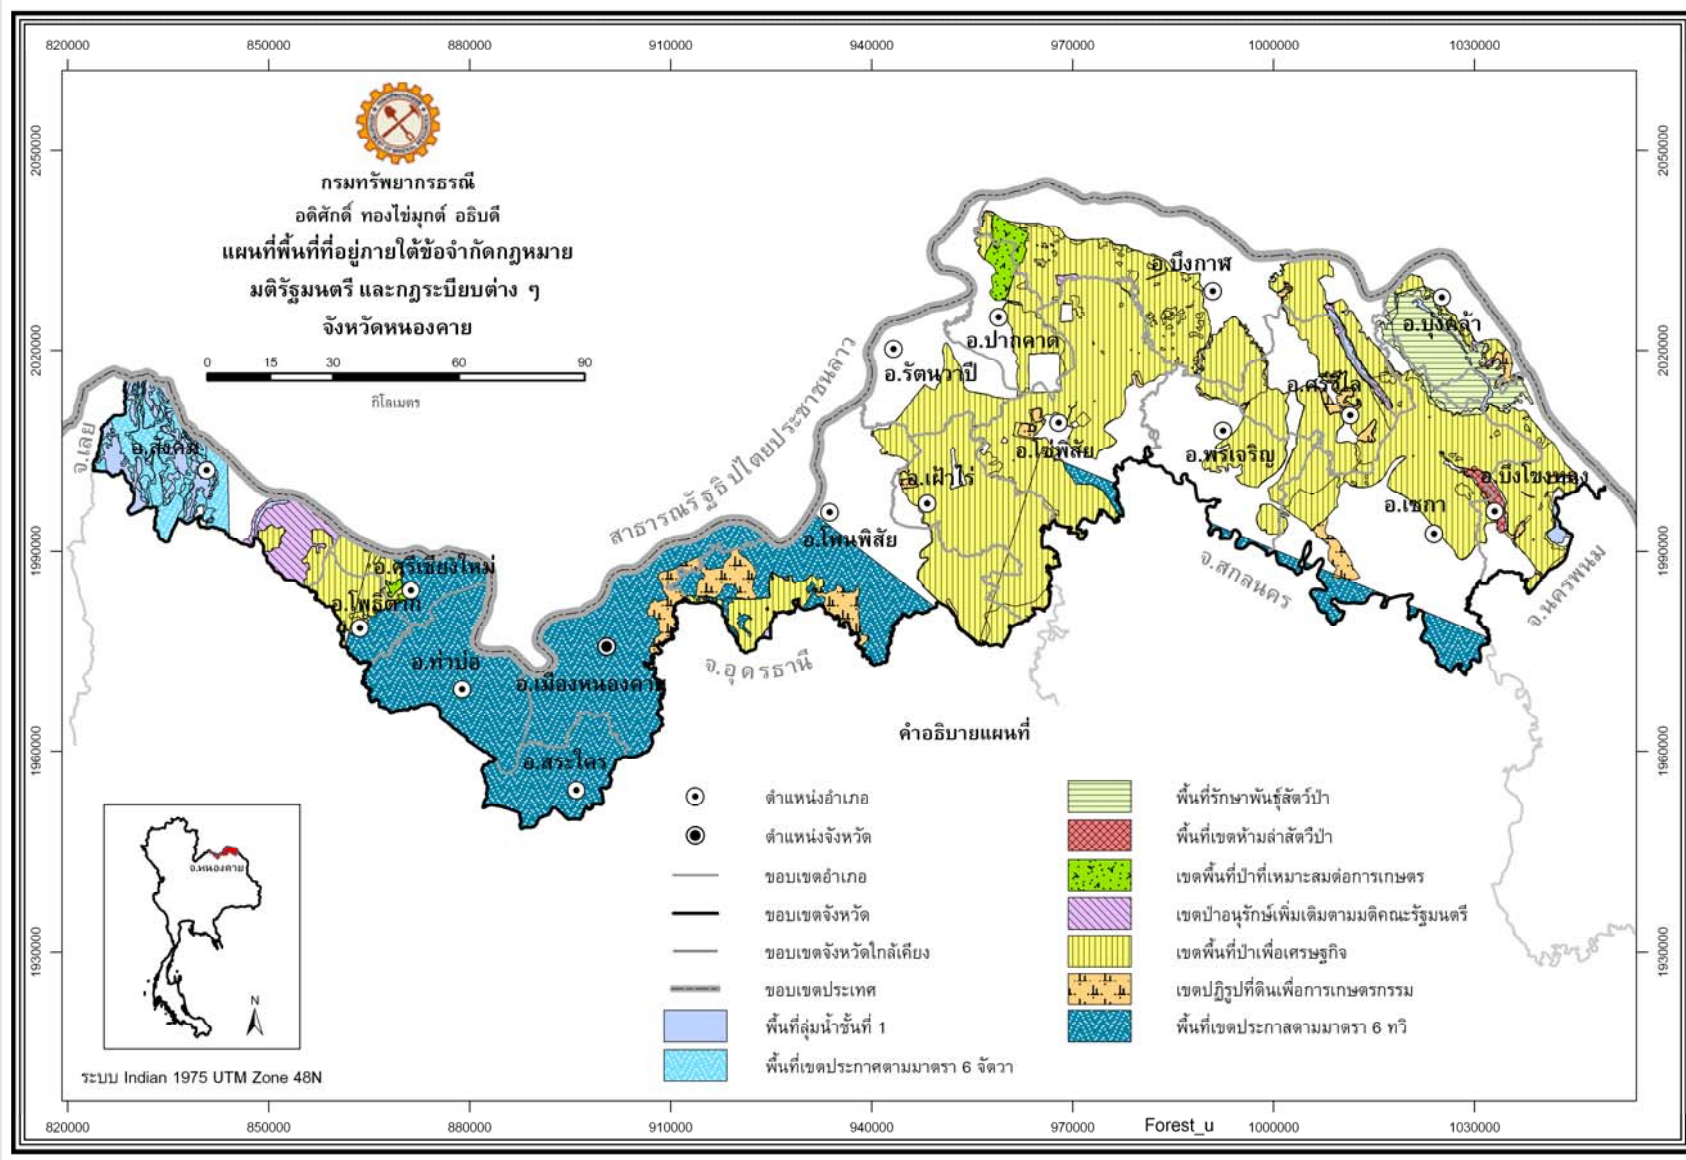 820000 850000 880000 910000 940000 970000 1000000 1030000
2050000 2020000 1990000 1960000 1930000
2050000 2020000 1990000 1960000 1930000
กรมทรัพยากรธรณี
อดิศักดิ์ ทองไข่มุกต์ อธิบดี
แผนที่พื้นที่ที่อยู่ภายใต้ข้อจำกัดกฎหมาย
มติรัฐมนตรี และกฎระเบียบต่าง ๆ
จังหวัดหนองคาย
0 15 30 60 90
กิโลเมตร
สาธารณรัฐธิปไตยประชาชนลาว
จ.เลย
อ.สังคม
อ.ศรีเชียงใหม่
อ.โพธิ์ตาก
อ.ท่าบ่อ
อ.เมืองหนองคาย
อ.สระใคร
อ.โพนพิสัย
จ.อุดรธานี
อ.รัตนวาปี
อ.ปากคาด
อ.เฝ้าไร่
อ.โซ่พิสัย
อ.บึงกาฬ
อ.พรเจริญ
อ.ศรีวิไล
อ.บุ่งคล้า
อ.เซกา
อ.บึงโขงหลง
จ.สกลนคร
จ.นครพนม
คำอธิบายแผนที่
ตำแหน่งอำเภอ
ตำแหน่งจังหวัด
ขอบเขตอำเภอ
ขอบเขตจังหวัด
ขอบเขตจังหวัดใกล้เคียง
ขอบเขตประเทศ
พื้นที่ลุ่มน้ำชั้นที่ 1
พื้นที่เขตประกาศตามมาตรา 6 จัตวา
พื้นที่รักษาพันธุ์สัตว์ป่า
พื้นที่เขตห้ามล่าสัตว์ป่า
เขตพื้นที่ป่าที่เหมาะสมต่อการเกษตร
เขตป่าอนุรักษ์เพิ่มเติมตามมติคณะรัฐมนตรี
เขตพื้นที่ป่าเพื่อเศรษฐกิจ
เขตปฏิรูปที่ดินเพื่อการเกษตรกรรม
พื้นที่เขตประกาสตามมาตรา 6 ทวิ
จ.หนองคาย
N
ระบบ Indian 1975 UTM Zone 48N
820000 850000 880000 910000 940000 970000 Forest_u 1000000 1030000